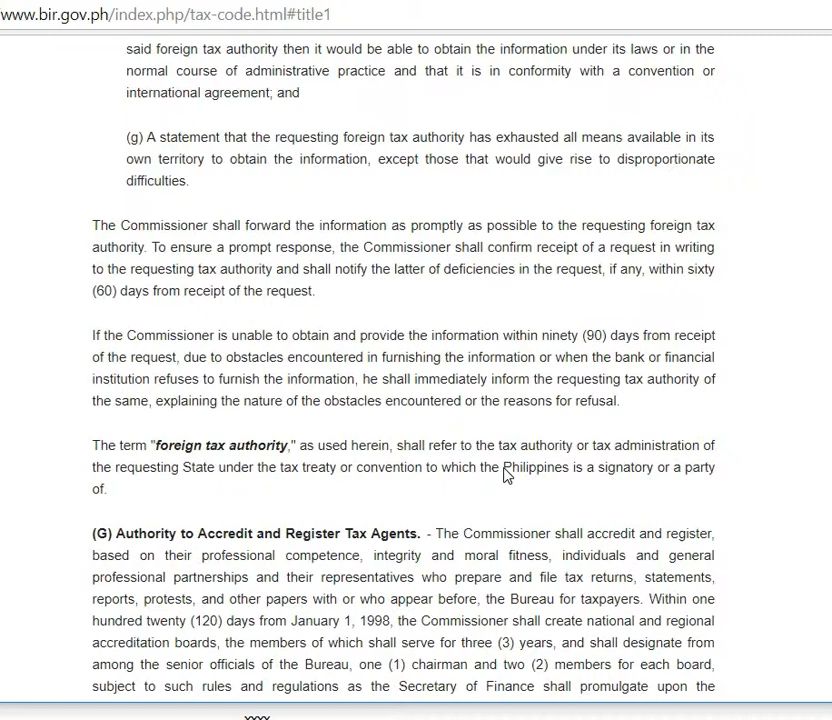 www.bir.gov.ph/index.php/tax-code.html#title1
said foreign tax authority then it would be able to obtain the information under its laws or in the
normal course of administrative practice and that it is in conformity with a convention or
international agreement; and
(g) A statement that the requesting foreign tax authority has exhausted all means available in its
own territory to obtain the information, except those that would give rise to disproportionate
difficulties.
The Commissioner shall forward the information as promptly as possible to the requesting foreign tax
authority. To ensure a prompt response, the Commissioner shall confirm receipt of a request in writing
to the requesting tax authority and shall notify the latter of deficiencies in the request, if any, within sixty
(60) days from receipt of the request.
If the Commissioner is unable to obtain and provide the information within ninety (90) days from receipt
of the request, due to obstacles encountered in furnishing the information or when the bank or financial
institution refuses to furnish the information, he shall immediately inform the requesting tax authority of
the same, explaining the nature of the obstacles encountered or the reasons for refusal.
The term "foreign tax authority," as used herein, shall refer to the tax authority or tax administration of
the requesting State under the tax treaty or convention to which the Philippines is a signatory or a party
of.
(G) Authority to Accredit and Register Tax Agents. - The Commissioner shall accredit and register,
based on their professional competence, integrity and moral fitness, individuals and general
professional partnerships and their representatives who prepare and file tax returns, statements,
reports, protests, and other papers with or who appear before, the Bureau for taxpayers. Within one
hundred twenty (120) days from January 1, 1998, the Commissioner shall create national and regional
accreditation boards, the members of which shall serve for three (3) years, and shall designate from
among the senior officials of the Bureau, one (1) chairman and two (2) members for each board,
subject to such rules and regulations as the Secretary of Finance shall promulgate upon the